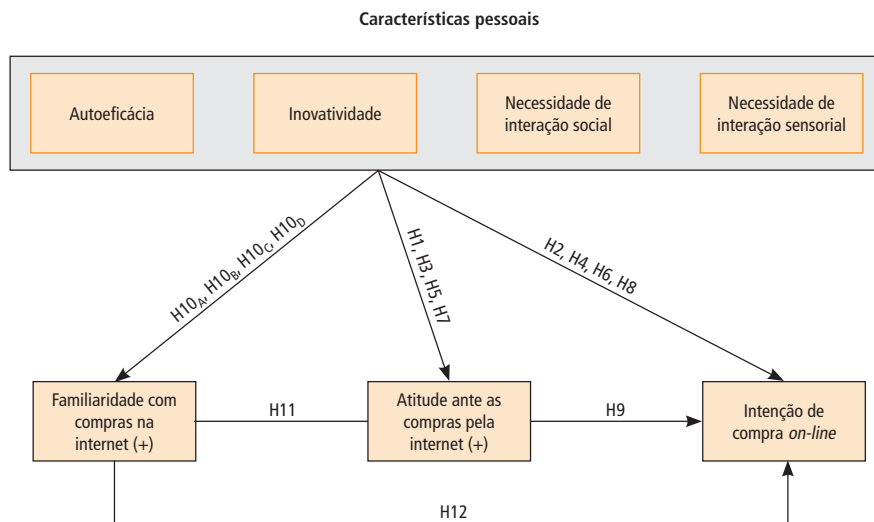 Características pessoais
Autoeficácia
Inovatividade
Necessidade de
interação social
Necessidade de
interação sensorial
H10A, H10B, H10C, H10D
H1, H3, H5, H7
H2, H4, H6, H8
Familiaridade com
compras na
internet (+)
H11
Atitude ante as
compras pela
internet (+)
H9
Intenção de
compra on-line
H12